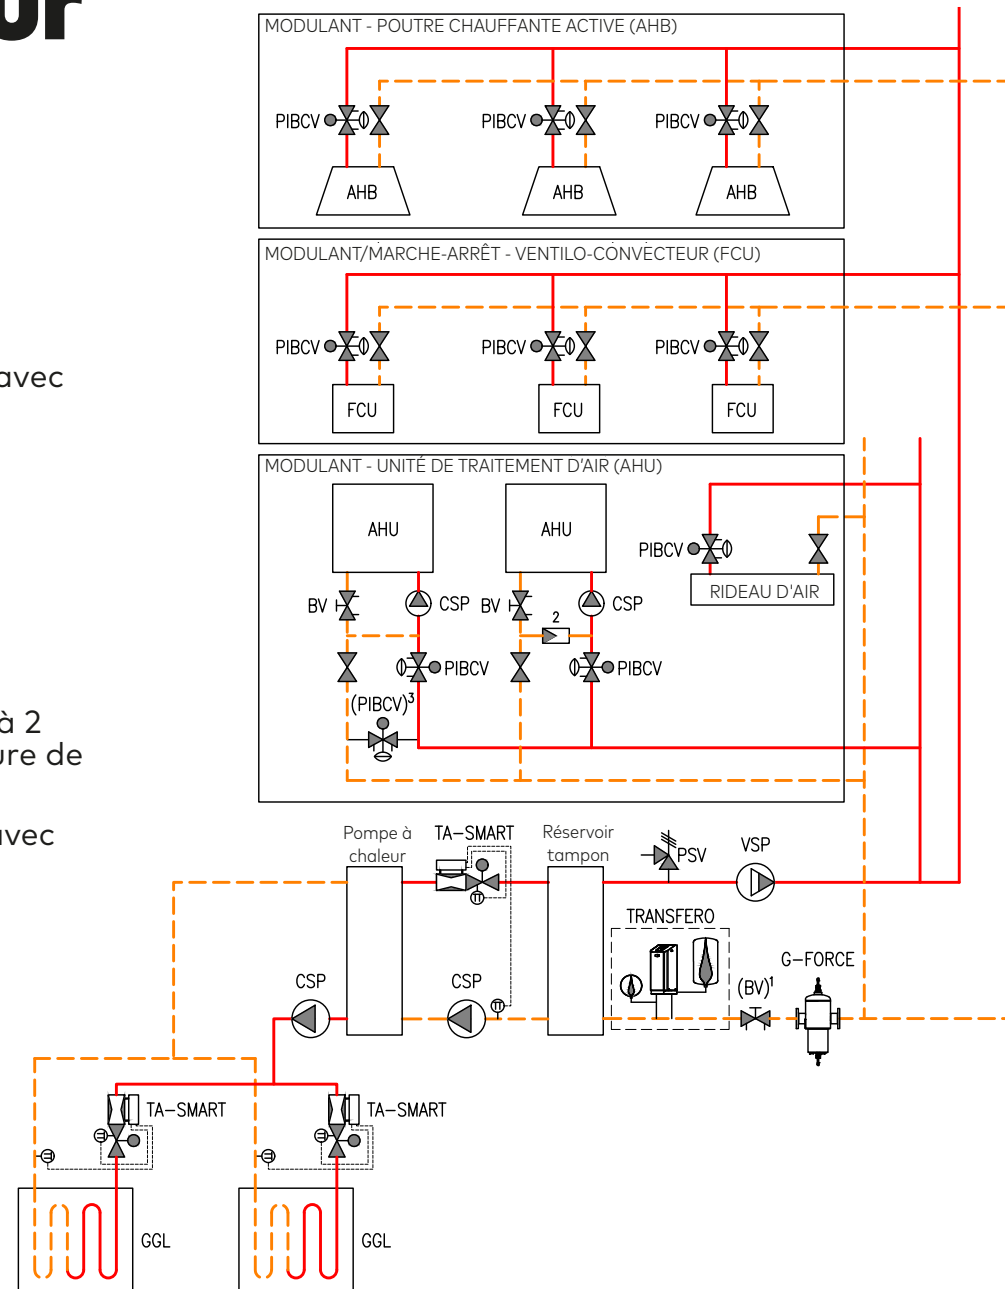 ur
MODULANT - POUTRE CHAUFFANTE ACTIVE (AHB)
PIBCV PIBCV PIBCV
AHB AHB AHB
MODULANT/MARCHE-ARRÊT - VENTILO-CONVECTEUR (FCU)
PIBCV PIBCV PIBCV
avec
FCU FCU FCU
MODULANT - UNITÉ DE TRAITEMENT D'AIR (AHU)
AHU AHU
PIBCV
RIDEAU D'AIR
BV CSP BV CSP
2
PIBCV PIBCV
(PIBCV)³
à 2
ure de
avec
Pompe à chaleur
TA-SMART
Réservoir tampon
PSV
VSP
TRANSFERO
G-FORCE
CSP CSP
(BV)¹
TA-SMART TA-SMART
GGL GGL